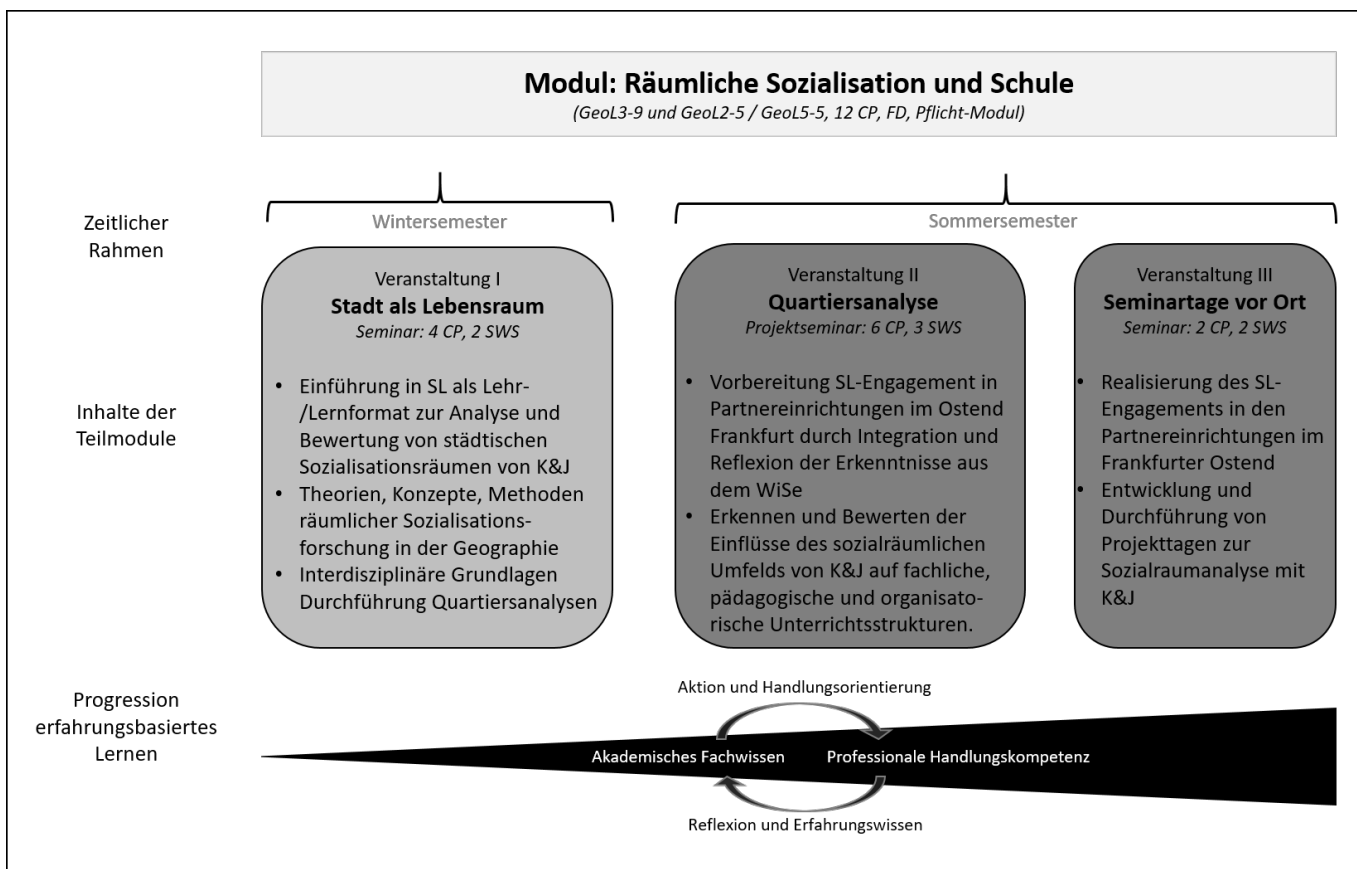 Modul: Räumliche Sozialisation und Schule
(GeoL3-9 und GeoL2-5 / GeoL5-5, 12 CP, FD, Pflicht-Modul)
Zeitlicher
Rahmen
Wintersemester
Sommersemester
Veranstaltung I
Stadt als Lebensraum
Seminar: 4 CP, 2 SWS
Veranstaltung II
Quartiersanalyse
Projektseminar: 6 CP, 3 SWS
Veranstaltung III
Seminartage vor Ort
Seminar: 2 CP, 2 SWS
Inhalte der
Teilmodule
• Einführung in SL als Lehr-
/Lernformat zur Analyse und
Bewertung von städtischen
Sozialisationsräumen von K&J
• Theorien, Konzepte, Methoden
räumlicher Sozialisations-
forschung in der Geographie
• Interdisziplinäre Grundlagen
Durchführung Quartiersanalysen
• Vorbereitung SL-Engagement in
Partnereinrichtungen im Ostend
Frankfurt durch Integration und
Reflexion der Erkenntnisse aus
dem WiSe
• Erkennen und Bewerten der
Einflüsse des sozialräumlichen
Umfelds von K&J auf fachliche,
pädagogische und organisato-
rische Unterrichtsstrukturen.
• Realisierung des SL-
Engagements in den
Partnereinrichtungen im
Frankfurter Ostend
• Entwicklung und
Durchführung von
Projekttagen zur
Sozialraumanalyse mit
K&J
Progression
erfahrungsbasiertes
Lernen
Aktion und Handlungsorientierung
Akademisches Fachwissen
Professionale Handlungskompetenz
Reflexion und Erfahrungswissen